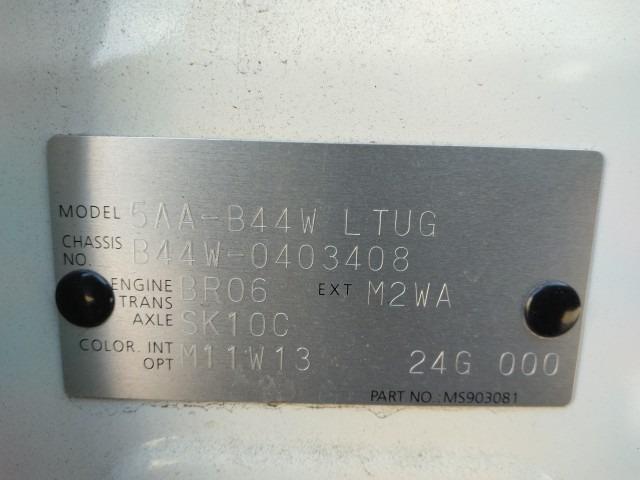 MODEL 5AA-B44W LTUG
CHASSIS NO. B44W-0403408
ENGINE BR06 EXT M2WA
TRANS AXLE SK10C
COLOR. INT OPT M11W13 24G 000
PART NO : MS903081